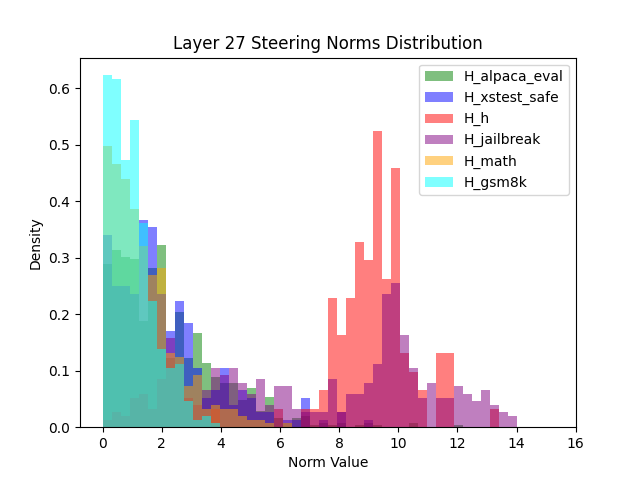 Layer 27 Steering Norms Distribution
H_alpaca_eval
H_xstest_safe
H_h
H_jailbreak
H_math
H_gsm8k
Density
0.6
0.5
0.4
0.3
0.2
0.1
0.0
0 2 4 6 8 10 12 14 16
Norm Value